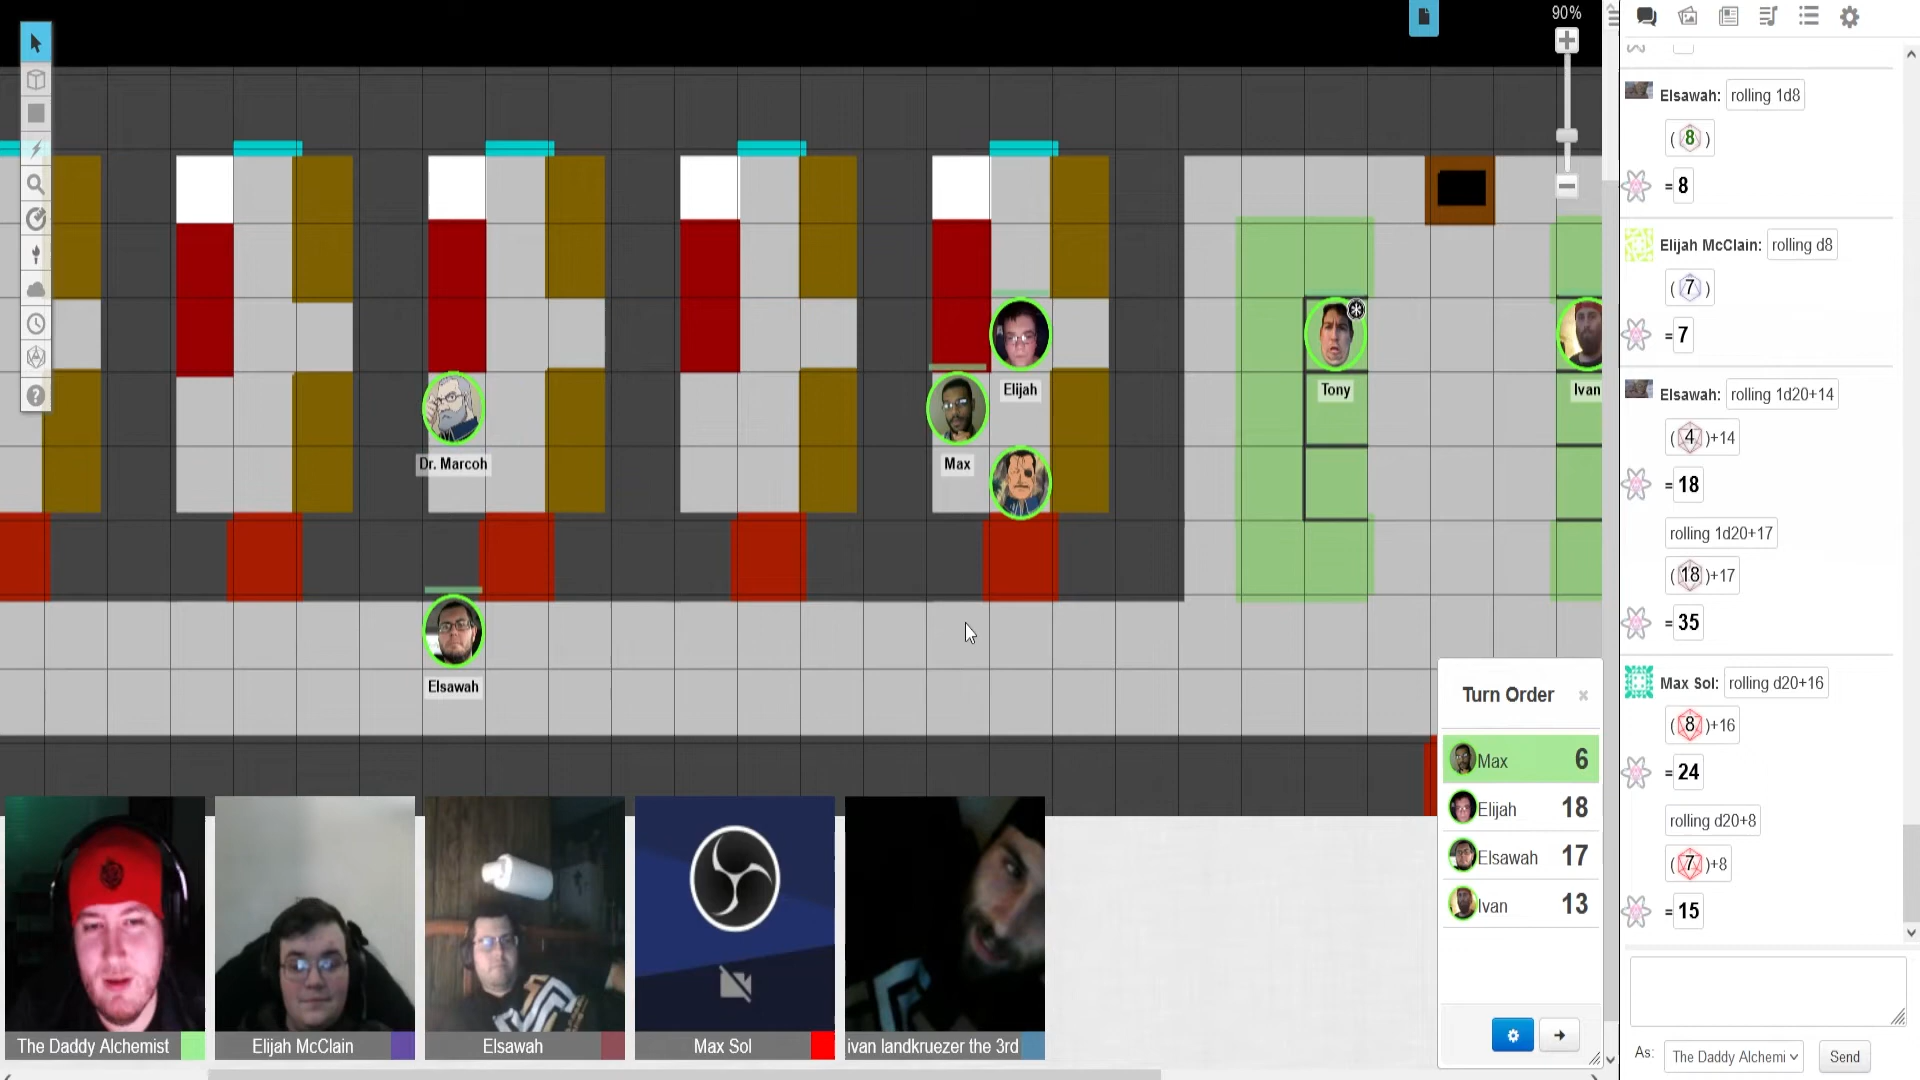 90%
Elijah
Tony
Ivan
Dr. Marcoh
Max
Elsawah
Turn Order ×
Max 6
Elijah 18
Elsawah 17
Ivan 13
The Daddy Alchemist
Elijah McClain
Elsawah
Max Sol
ivan landkruezer the 3rd
Elsawah: rolling 1d8
(8)
=8
Elijah McClain: rolling d8
(7)
=7
Elsawah: rolling 1d20+14
(4)+14
=18
rolling 1d20+17
(18)+17
=35
Max Sol: rolling d20+16
(8)+16
=24
rolling d20+8
(7)+8
=15
As: The Daddy Alchemi
Send